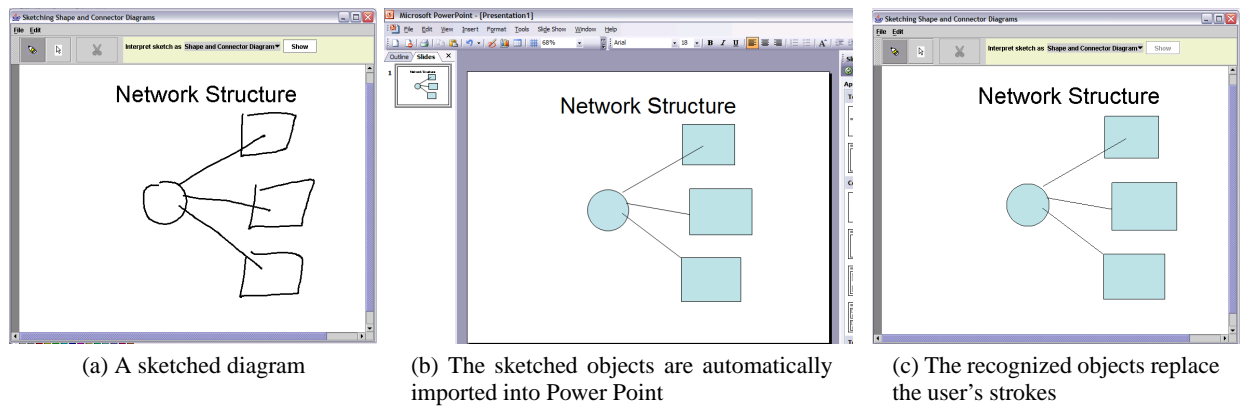 Sketching Shape and Connector Diagrams
File Edit
Interpret sketch as Shape and Connector Diagram Show
Network Structure
Microsoft PowerPoint - [Presentation1]
File Edit View Insert Format Tools Slide Show Window Help
68% Arial 18 B I U
Outline Slides
1
Network Structure
Sketching Shape and Connector Diagrams
File Edit
Interpret sketch as Shape and Connector Diagram Show
Network Structure
(a) A sketched diagram
(b) The sketched objects are automatically
imported into Power Point
(c) The recognized objects replace
the user's strokes